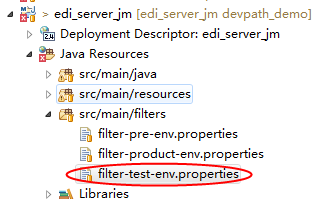 > edi_server_jm [edi_server_jm devpath_demo]
Deployment Descriptor: edi_server_jm
Java Resources
src/main/java
src/main/resources
src/main/filters
filter-pre-env.properties
filter-product-env.properties
filter-test-env.properties
Libraries